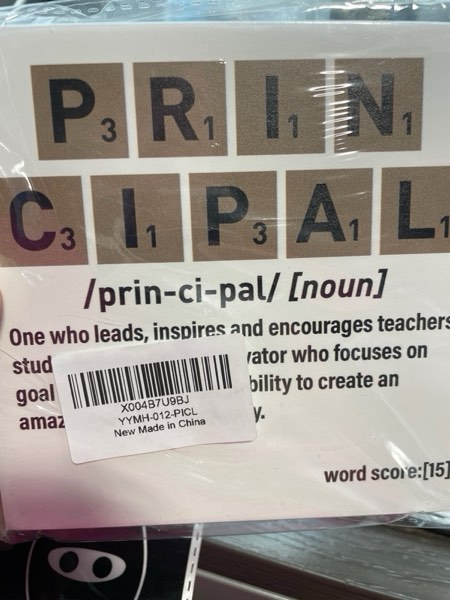 P3 R1 I1 N1
C3 I1 P3 A1 L1
/prin-ci-pal/ [noun]
One who leads, inspires and encourages teachers
stud vator who focuses on
goal bility to create an
amaz y.
X004B7U9BJ
YYMH-012-PICL
New Made in China
word score:[15]